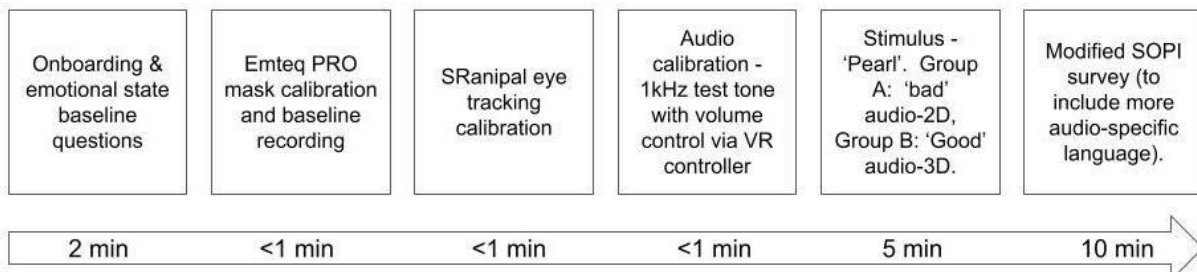 Onboarding &
emotional state
baseline
questions
Emteq PRO
mask calibration
and baseline
recording
SRanipal eye
tracking
calibration
Audio
calibration -
1kHz test tone
with volume
control via VR
controller
Stimulus -
‘Pearl’.  Group
A:  ‘bad’
audio-2D,
Group B: ‘Good’
audio-3D.
Modified SOPI
survey (to
include more
audio-specific
language).
2 min
<1 min
<1 min
<1 min
5 min
10 min